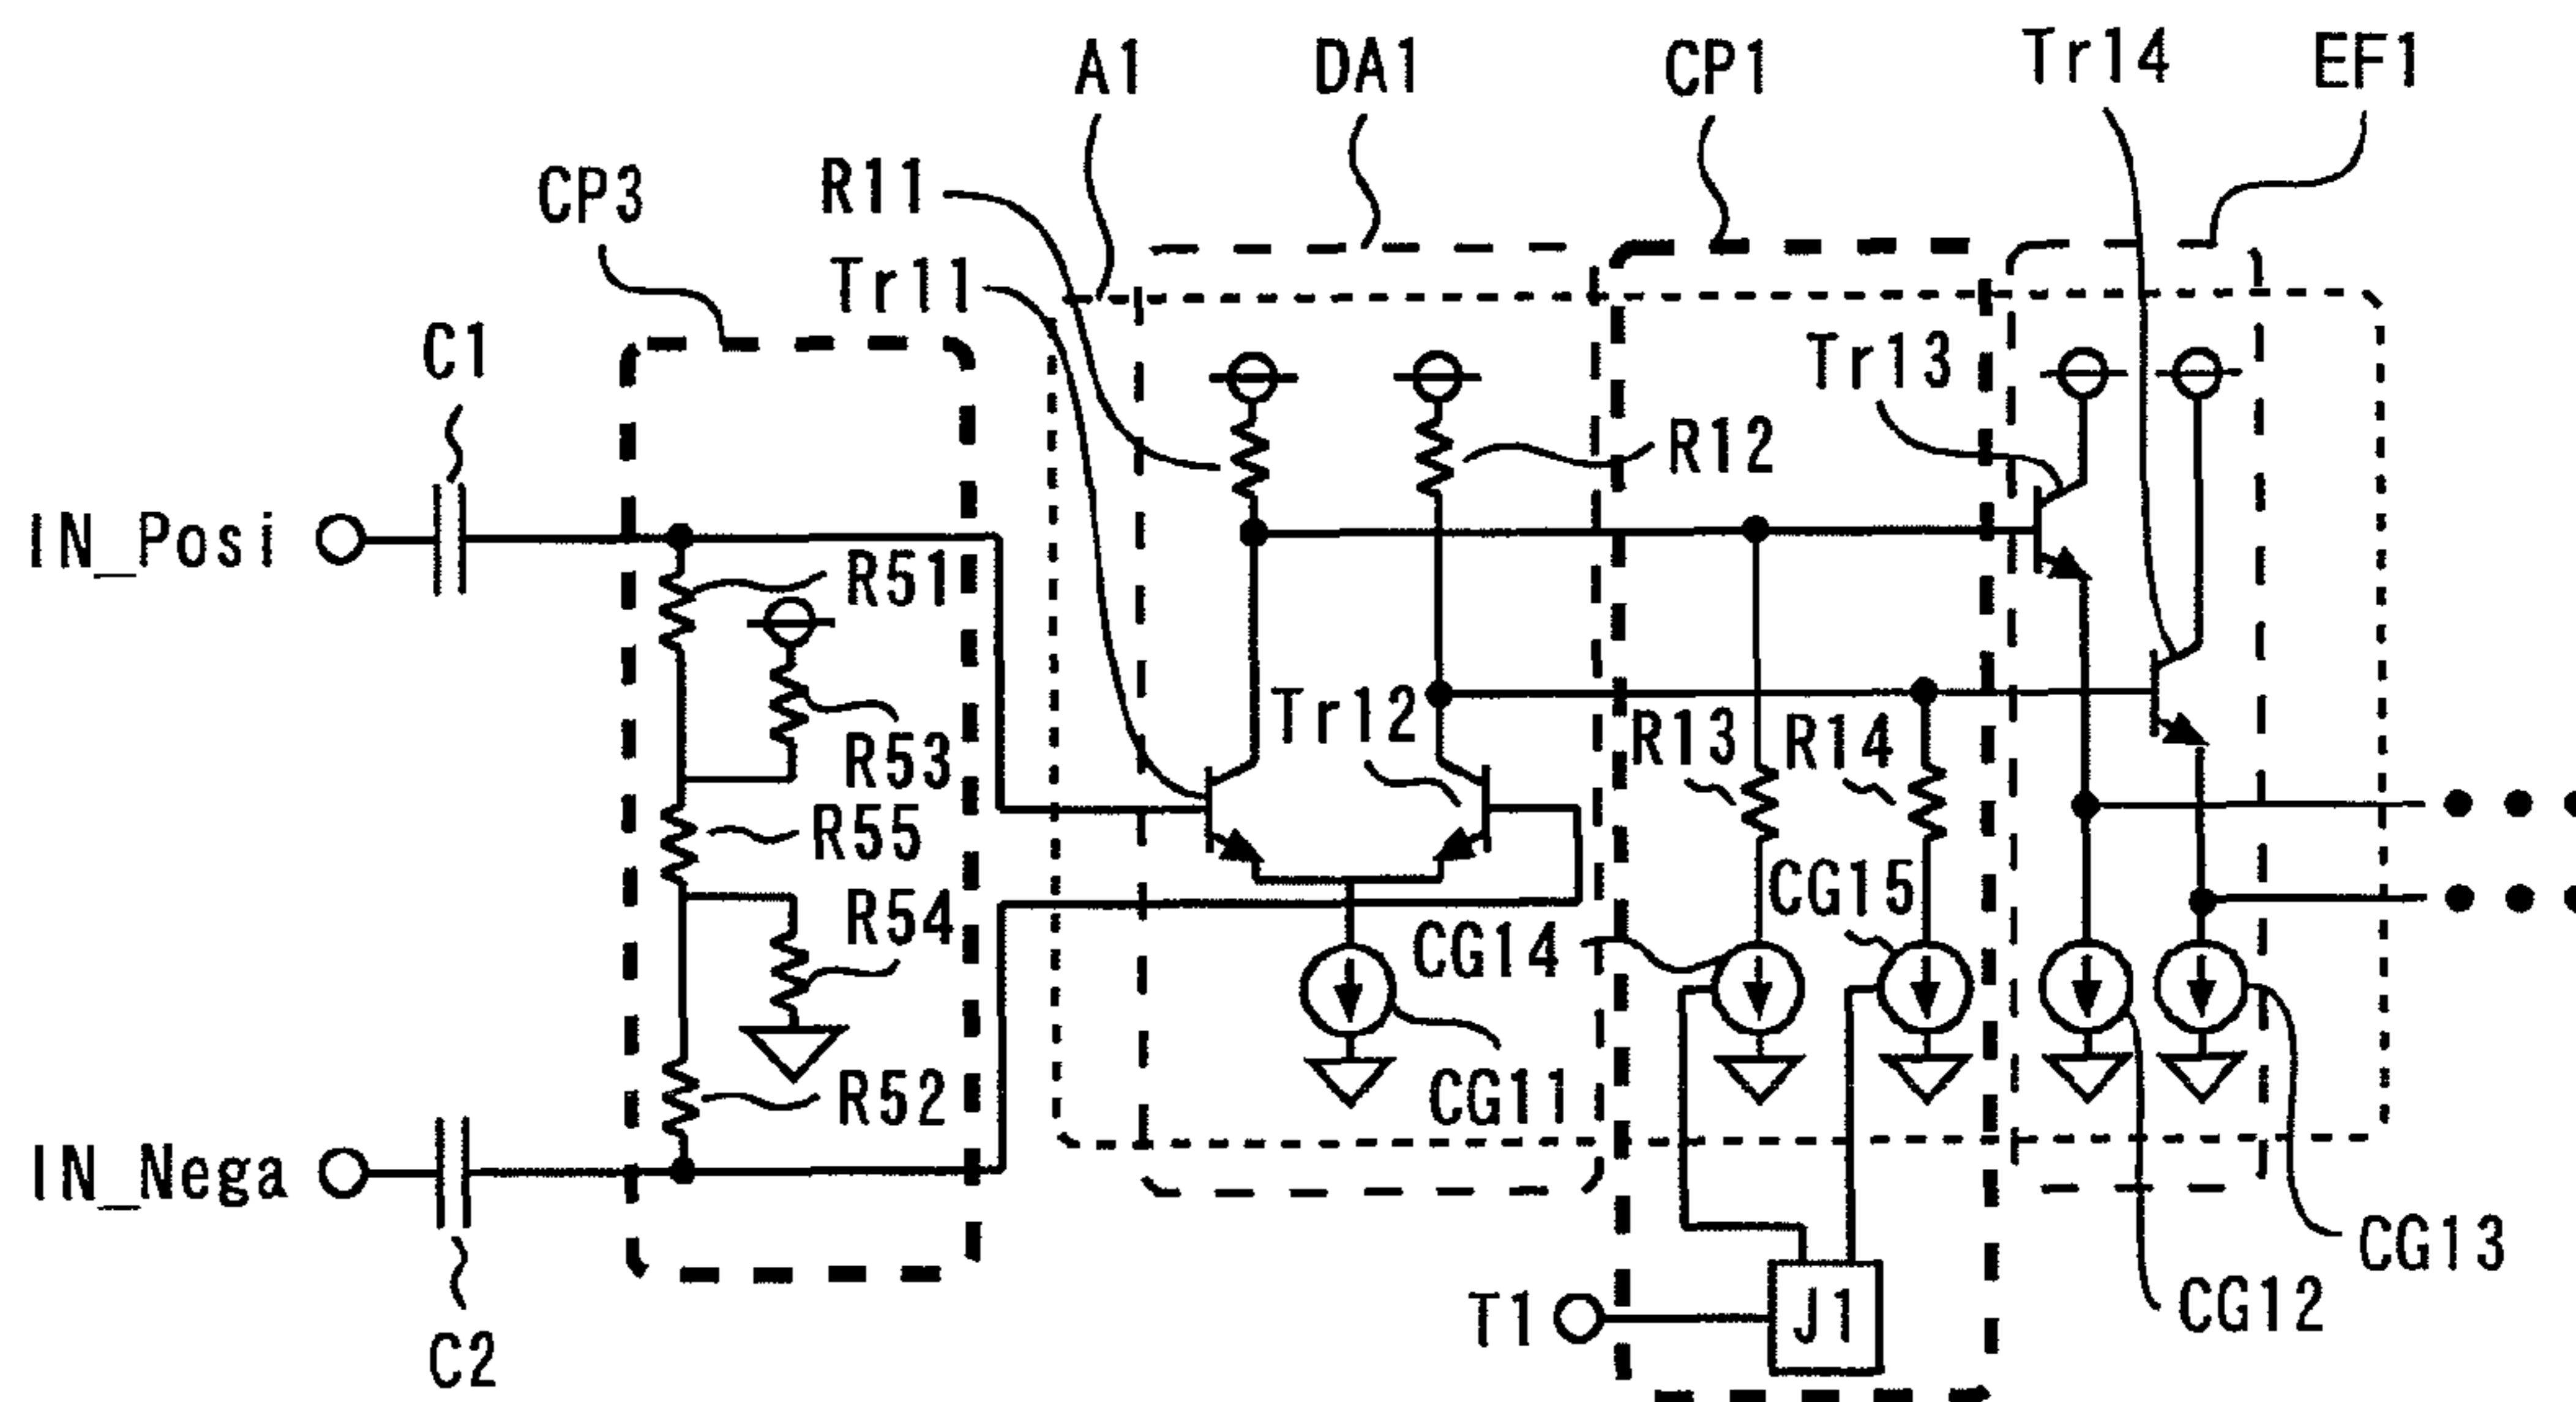 A1
DA1
CP1
Tr14
EF1
CP3
R11
Tr11
C1
Tr13
R12
IN_Posi
R51
R53
Tr12
R13
R14
R55
R54
CG15
CG14
R52
CG11
IN_Nega
CG13
CG12
T1
J1
C2